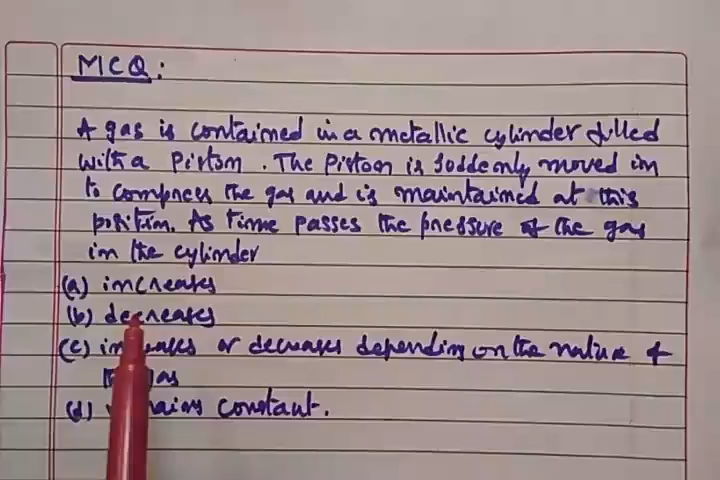 MCQ:
A gas is contained in a metallic cylinder filled
with a Piston. The Piston is Suddenly moved in
to compress the gas and is maintained at this
position. As time passes the pressure of the gas
in the cylinder
(a) increases
(b) decreases
(c) or decreases depending on the nature of
(d) constant.